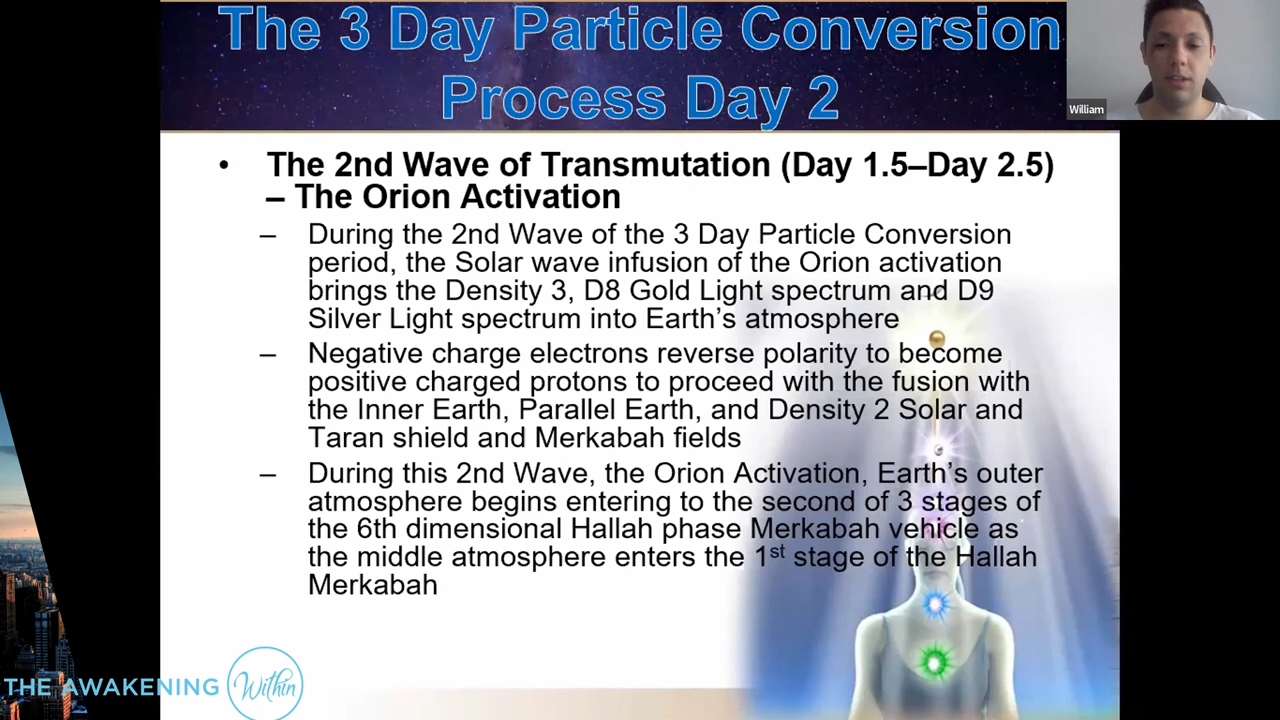 The 3 Day Particle Conversion
Process Day 2
William
• The 2nd Wave of Transmutation (Day 1.5–Day 2.5)
– The Orion Activation
– During the 2nd Wave of the 3 Day Particle Conversion
period, the Solar wave infusion of the Orion activation
brings the Density 3, D8 Gold Light spectrum and D9
Silver Light spectrum into Earth’s atmosphere
– Negative charge electrons reverse polarity to become
positive charged protons to proceed with the fusion with
the Inner Earth, Parallel Earth, and Density 2 Solar and
Taran shield and Merkabah fields
– During this 2nd Wave, the Orion Activation, Earth’s outer
atmosphere begins entering to the second of 3 stages of
the 6th dimensional Hallah phase Merkabah vehicle as
the middle atmosphere enters the 1st stage of the Hallah
Merkabah
THE AWAKENING Within